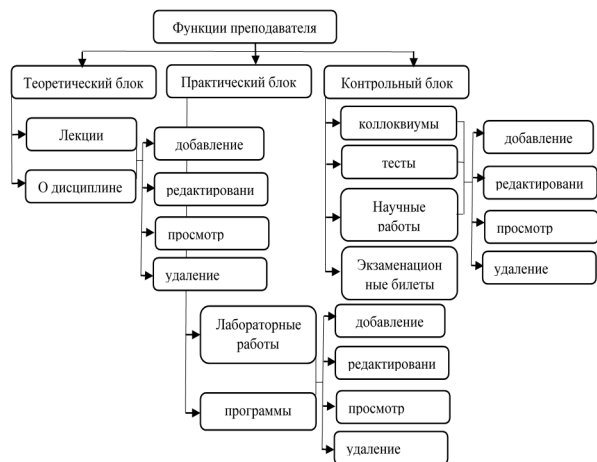 Функции преподавателя
Теоретический блок
Практический блок
Контрольный блок
Лекции
О дисциплине
добавление
редактировани
просмотр
удаление
Лабораторные
работы
программы
добавление
редактировани
просмотр
удаление
коллоквиумы
тесты
Научные
работы
Экзаменацион
ные билеты
добавление
редактировани
просмотр
удаление